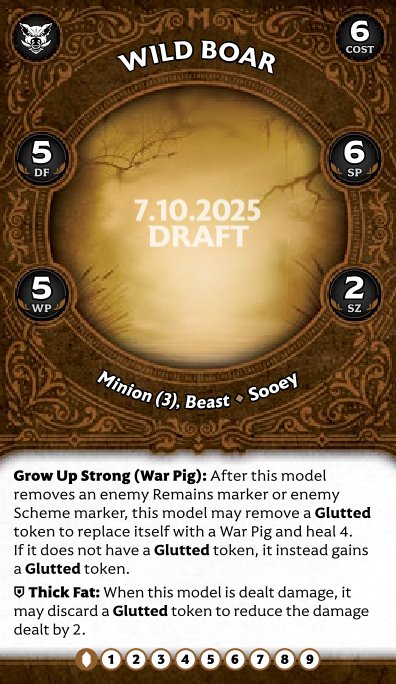 WILD BOAR
6
COST
5
DF
6
SP
7.10.2025
DRAFT
5
WP
2
SZ
Minion (3), Beast ♦ Sooey
Grow Up Strong (War Pig): After this model
removes an enemy Remains marker or enemy
Scheme marker, this model may remove a Glutted
token to replace itself with a War Pig and heal 4.
If it does not have a Glutted token, it instead gains
a Glutted token.
Thick Fat: When this model is dealt damage, it
may discard a Glutted token to reduce the damage
dealt by 2.
1 2 3 4 5 6 7 8 9